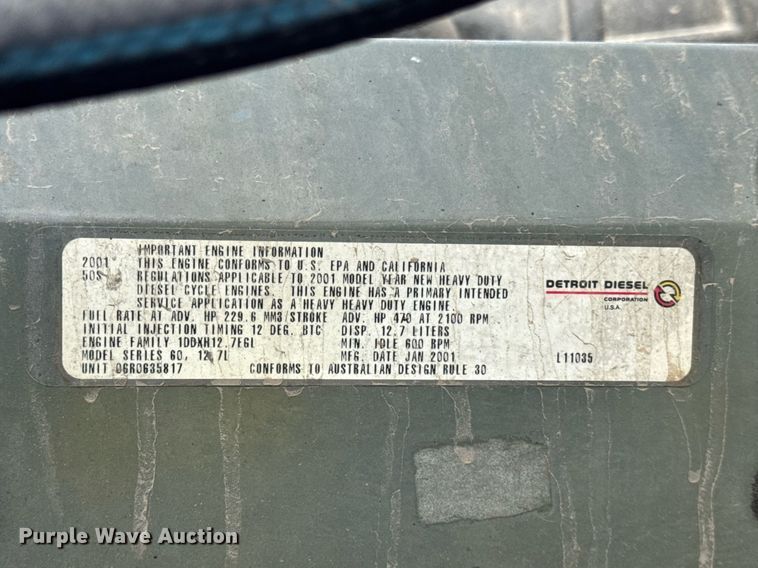 IMPORTANT ENGINE INFORMATION
2001 THIS ENGINE CONFORMS TO U.S. EPA AND CALIFORNIA
50S REGULATIONS APPLICABLE TO 2001 MODEL YEAR NEW HEAVY DUTY
DIESEL CYCLE ENGINES THIS ENGINE HAS A PRIMARY INTENDED
SERVICE APPLICATION AS A HEAVY HEAVY DUTY ENGINE.
FUEL RATE AT ADV. HP 229.6 MM3/STROKE ADV. HP 470 AT 2100 RPM
INITIAL INJECTION TIMING 12 DEG. BTC DISP. 12.7 LITERS
ENGINE FAMILY 1DDXH12.7EGL MIN. IDLE 600 RPM
MODEL SERIES 60, 12.7L MFG. DATE JAN 2001 L11035
UNIT 06R0635817 CONFORMS TO AUSTRALIAN DESIGN RULE 30
DETROIT DIESEL
CORPORATION
U.S.A.
Purple Wave Auction